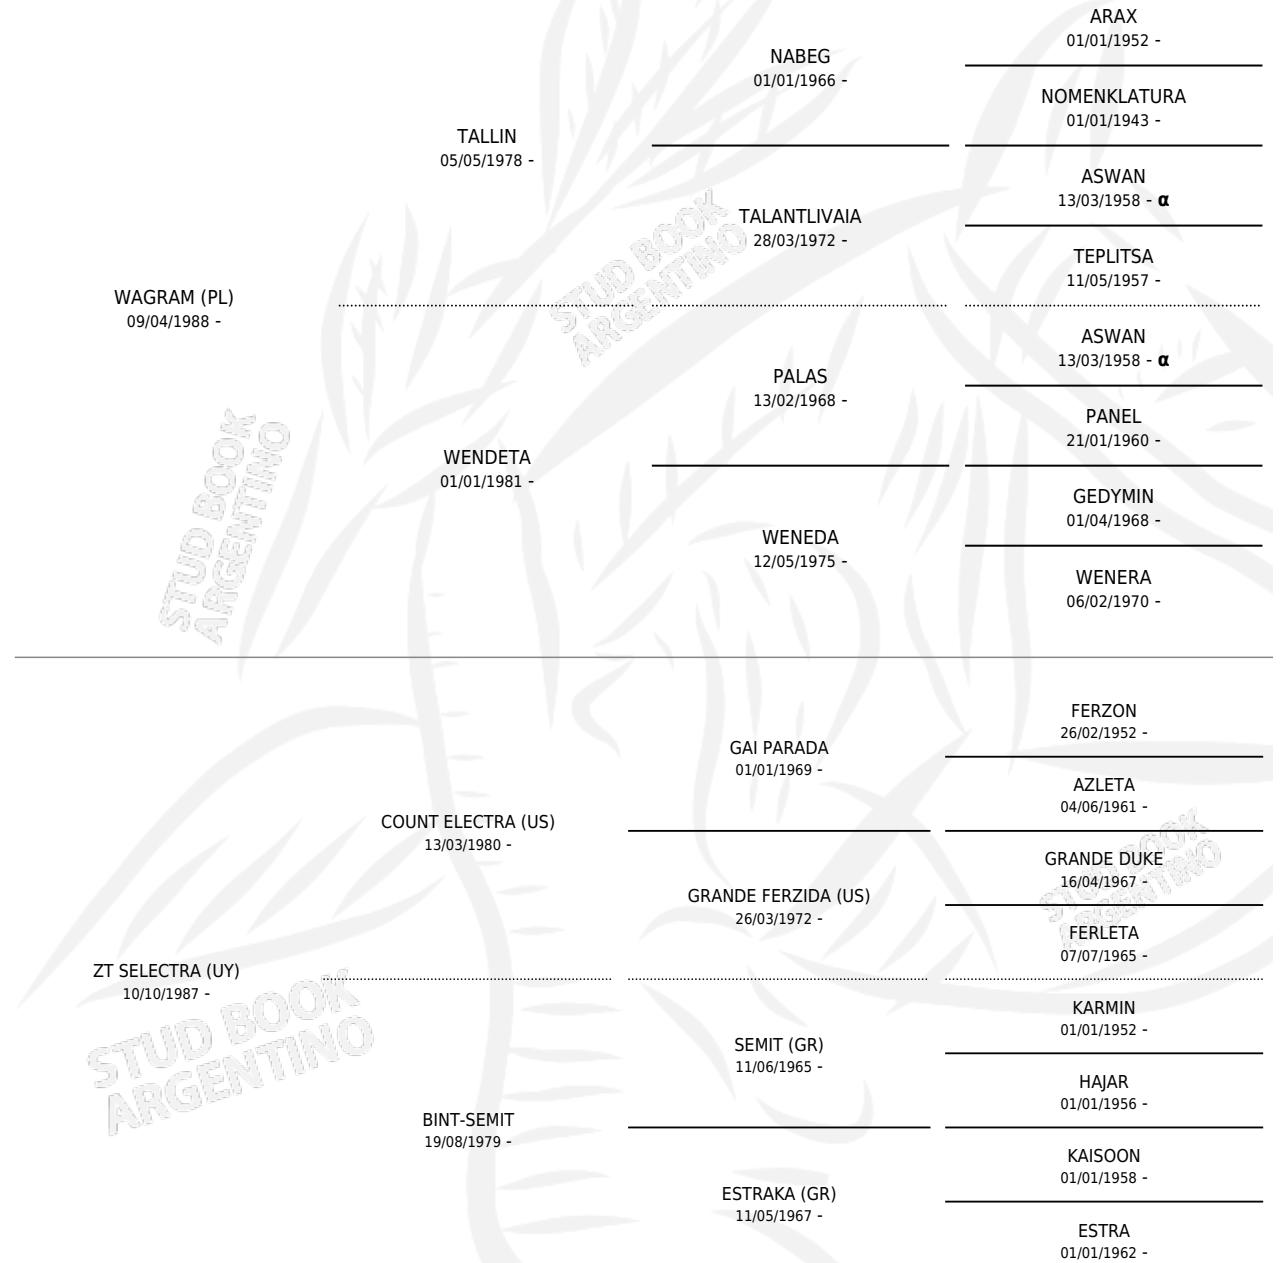 ARAX
01/01/1952 -
NABEG
01/01/1966 -
NOMENKLATURA
01/01/1943 -
TALLIN
05/05/1978 -
ASWAN
13/03/1958 - α
TALANTLIVAIA
28/03/1972 -
TEPLITSA
11/05/1957 -
WAGRAM (PL)
09/04/1988 -
ASWAN
13/03/1958 - α
PALAS
13/02/1968 -
PANEL
21/01/1960 -
WENDETA
01/01/1981 -
GEDYMIN
01/04/1968 -
WENEDA
12/05/1975 -
WENERA
06/02/1970 -
FERZON
26/02/1952 -
GAI PARADA
01/01/1969 -
AZLETA
04/06/1961 -
COUNT ELECTRA (US)
13/03/1980 -
GRANDE DUKE
16/04/1967 -
GRANDE FERZIDA (US)
26/03/1972 -
FERLETA
07/07/1965 -
ZT SELECTRA (UY)
10/10/1987 -
KARMIN
01/01/1952 -
SEMIT (GR)
11/06/1965 -
HAJAR
01/01/1956 -
BINT-SEMIT
19/08/1979 -
KAISOON
01/01/1958 -
ESTRAKA (GR)
11/05/1967 -
ESTRA
01/01/1962 -
STUD BOOK
ARGENTINO
STUD BOOK
ARGENTINO
STUD BOOK
ARGENTINO
STUD BOOK
ARGENTINO